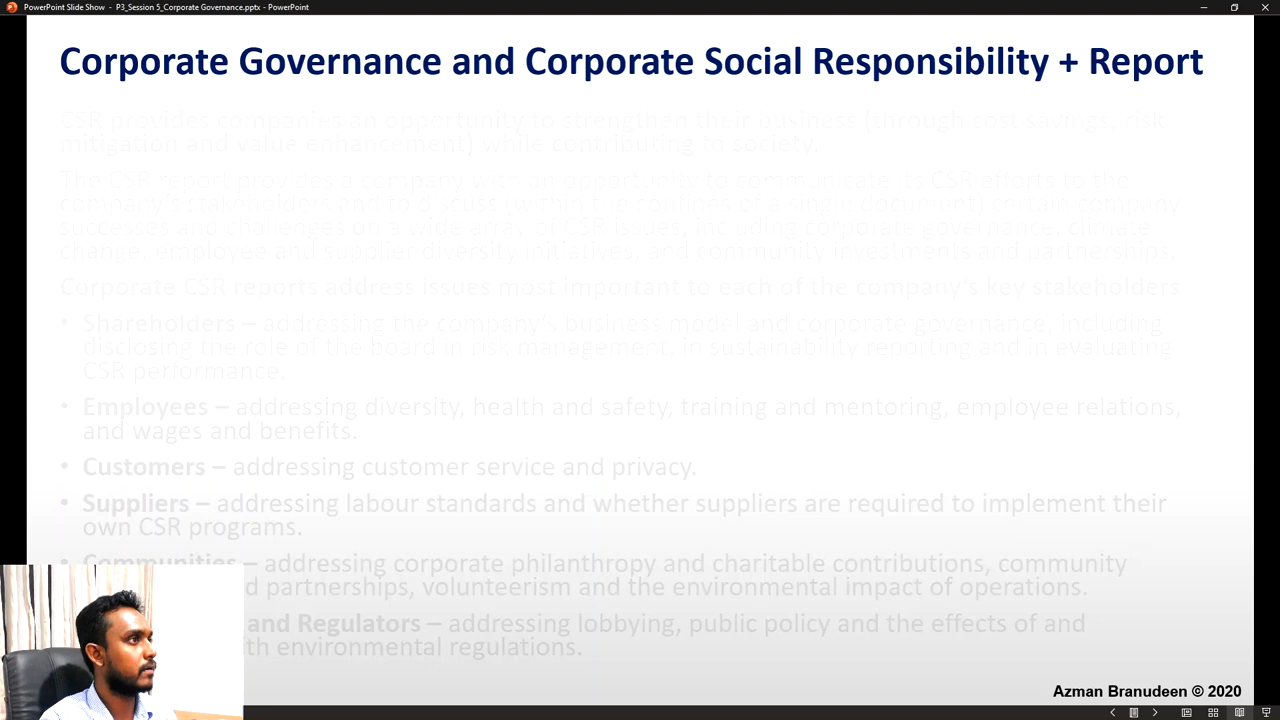 PowerPoint Slide Show - P3_Session 5_Corporate Governance.pptx - PowerPoint
Corporate Governance and Corporate Social Responsibility + Report
CSR provides companies an opportunity to strengthen their business (through cost savings, risk
mitigation and value enhancement) while contributing to society.
The CSR report provides a company with an opportunity to communicate its CSR efforts to the
company's stakeholders and to discuss (within the confines of a single document) certain company
successes and challenges on a wide array of CSR issues, including corporate governance, climate
change, employee and supplier diversity initiatives, and community investments and partnerships.
Corporate CSR reports address issues most important to each of the company's key stakeholders
• Shareholders – addressing the company's business model and corporate governance, including
disclosing the role of the board in risk management, in sustainability reporting and in evaluating
CSR performance.
• Employees – addressing diversity, health and safety, training and mentoring, employee relations,
and wages and benefits.
• Customers – addressing customer service and privacy.
• Suppliers – addressing labour standards and whether suppliers are required to implement their
own CSR programs.
• Communities – addressing corporate philanthropy and charitable contributions, community
partnerships, volunteerism and the environmental impact of operations.
and Regulators – addressing lobbying, public policy and the effects of and
environmental regulations.
Azman Branudeen © 2020